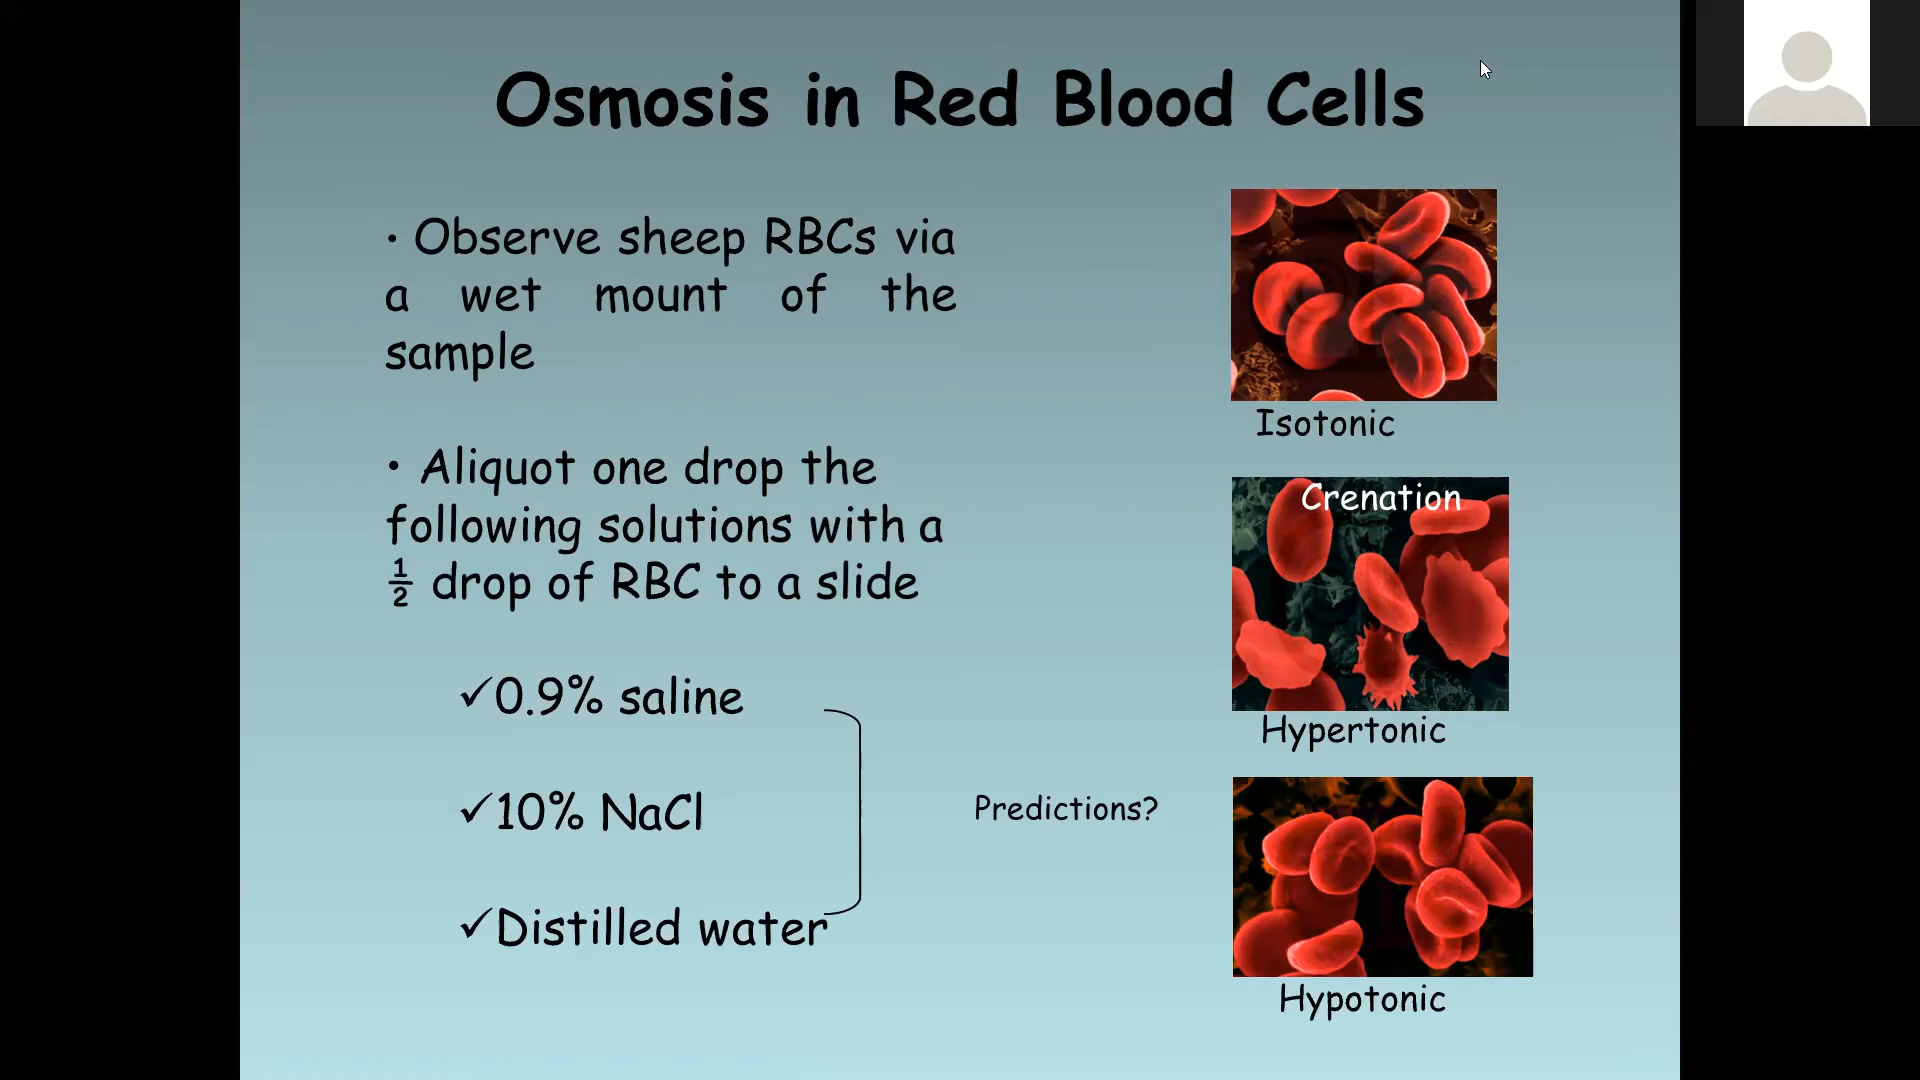 Osmosis in Red Blood Cells
• Observe sheep RBCs via
a wet mount of the
sample
• Aliquot one drop the
following solutions with a
½ drop of RBC to a slide
✓0.9% saline
✓10% NaCl
✓Distilled water
Predictions?
Isotonic
Crenation
Hypertonic
Hypotonic